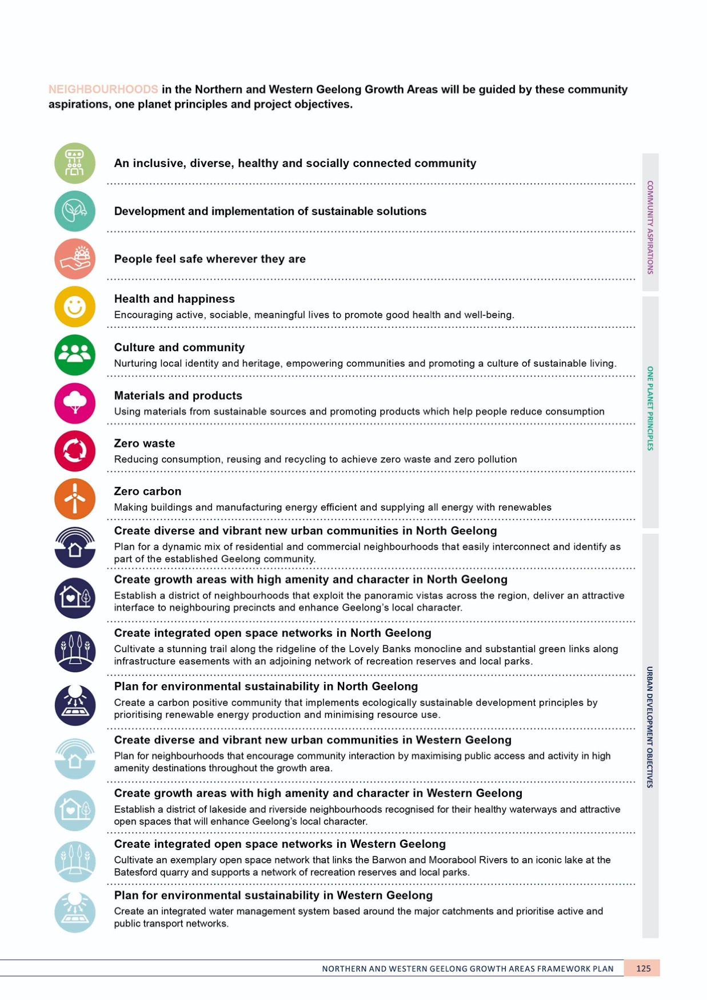 NEIGHBOURHOODS in the Northern and Western Geelong Growth Areas will be guided by these community
aspirations, one planet principles and project objectives.
An inclusive, diverse, healthy and socially connected community
Development and implementation of sustainable solutions
People feel safe wherever they are
COMMUNITY ASPIRATIONS
Health and happiness
Encouraging active, sociable, meaningful lives to promote good health and well-being.
Culture and community
Nurturing local identity and heritage, empowering communities and promoting a culture of sustainable living.
Materials and products
Using materials from sustainable sources and promoting products which help people reduce consumption
Zero waste
Reducing consumption, reusing and recycling to achieve zero waste and zero pollution
Zero carbon
Making buildings and manufacturing energy efficient and supplying all energy with renewables
ONE PLANET PRINCIPLES
Create diverse and vibrant new urban communities in North Geelong
Plan for a dynamic mix of residential and commercial neighbourhoods that easily interconnect and identify as
part of the established Geelong community.
Create growth areas with high amenity and character in North Geelong
Establish a district of neighbourhoods that exploit the panoramic vistas across the region, deliver an attractive
interface to neighbouring precincts and enhance Geelong’s local character.
Create integrated open space networks in North Geelong
Cultivate a stunning trail along the ridgeline of the Lovely Banks monocline and substantial green links along
infrastructure easements with an adjoining network of recreation reserves and local parks.
Plan for environmental sustainability in North Geelong
Create a carbon positive community that implements ecologically sustainable development principles by
prioritising renewable energy production and minimising resource use.
Create diverse and vibrant new urban communities in Western Geelong
Plan for neighbourhoods that encourage community interaction by maximising public access and activity in high
amenity destinations throughout the growth area.
Create growth areas with high amenity and character in Western Geelong
Establish a district of lakeside and riverside neighbourhoods recognised for their healthy waterways and attractive
open spaces that will enhance Geelong’s local character.
Create integrated open space networks in Western Geelong
Cultivate an exemplary open space network that links the Barwon and Moorabool Rivers to an iconic lake at the
Batesford quarry and supports a network of recreation reserves and local parks.
Plan for environmental sustainability in Western Geelong
Create an integrated water management system based around the major catchments and prioritise active and
public transport networks.
URBAN DEVELOPMENT OBJECTIVES
NORTHERN AND WESTERN GEELONG GROWTH AREAS FRAMEWORK PLAN 125